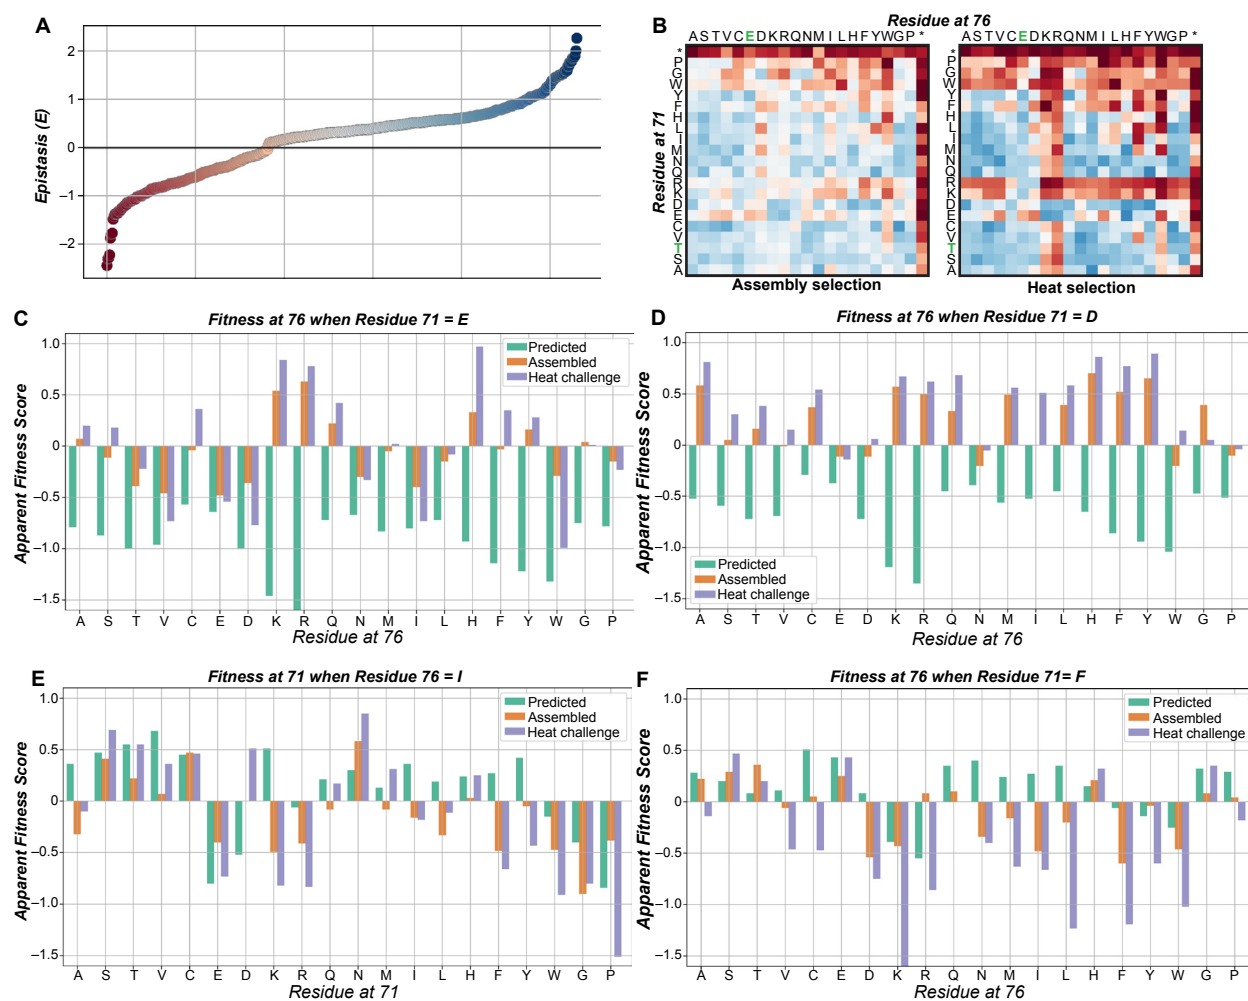 A
Epistasis (E)
2
1
0
−1
−2
B
Residue at 76
A S T V C E D K R Q N M I L H F Y W G P *
A S T V C E D K R Q N M I L H F Y W G P *
Residue at 71
*
P
G
W
Y
F
H
L
I
M
N
Q
R
K
D
E
C
V
T
S
A
*
P
G
W
Y
F
H
L
I
M
N
Q
R
K
D
E
C
V
T
S
A
Assembly selection
Heat selection
C
Fitness at 76 when Residue 71 = E
Apparent Fitness Score
1.0
0.5
0
−0.5
−1.0
−1.5
Predicted
Assembled
Heat challenge
A S T V C E D K R Q N M I L H F Y W G P
Residue at 76
D
Fitness at 76 when Residue 71 = D
Apparent Fitness Score
1.0
0.5
0
−0.5
−1.0
−1.5
Predicted
Assembled
Heat challenge
A S T V C E D K R Q N M I L H F Y W G P
Residue at 76
E
Fitness at 71 when Residue 76 = I
Apparent Fitness Score
1.0
0.5
0
−0.5
−1.0
−1.5
Predicted
Assembled
Heat challenge
A S T V C E D K R Q N M I L H F Y W G P
Residue at 71
F
Fitness at 76 when Residue 71= F
Apparent Fitness Score
1.0
0.5
0
−0.5
−1.0
−1.5
Predicted
Assembled
Heat challenge
A S T V C E D K R Q N M I L H F Y W G P
Residue at 76